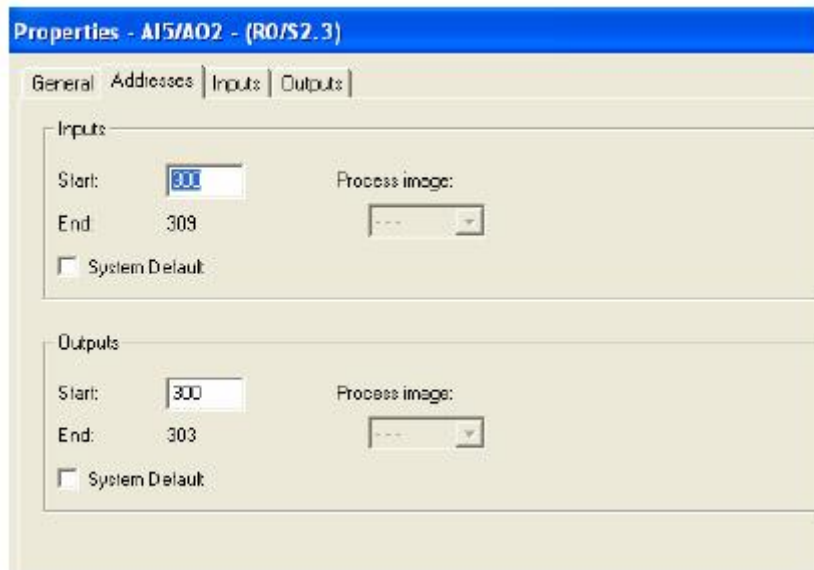 Properties - AI5/AO2 - (R0/S2.3)
General Addresses Inputs Outputs
Inputs
Start: 300 Process image:
End: 309 ---
System Default
Outputs
Start: 300 Process image:
End: 303 ---
System Default